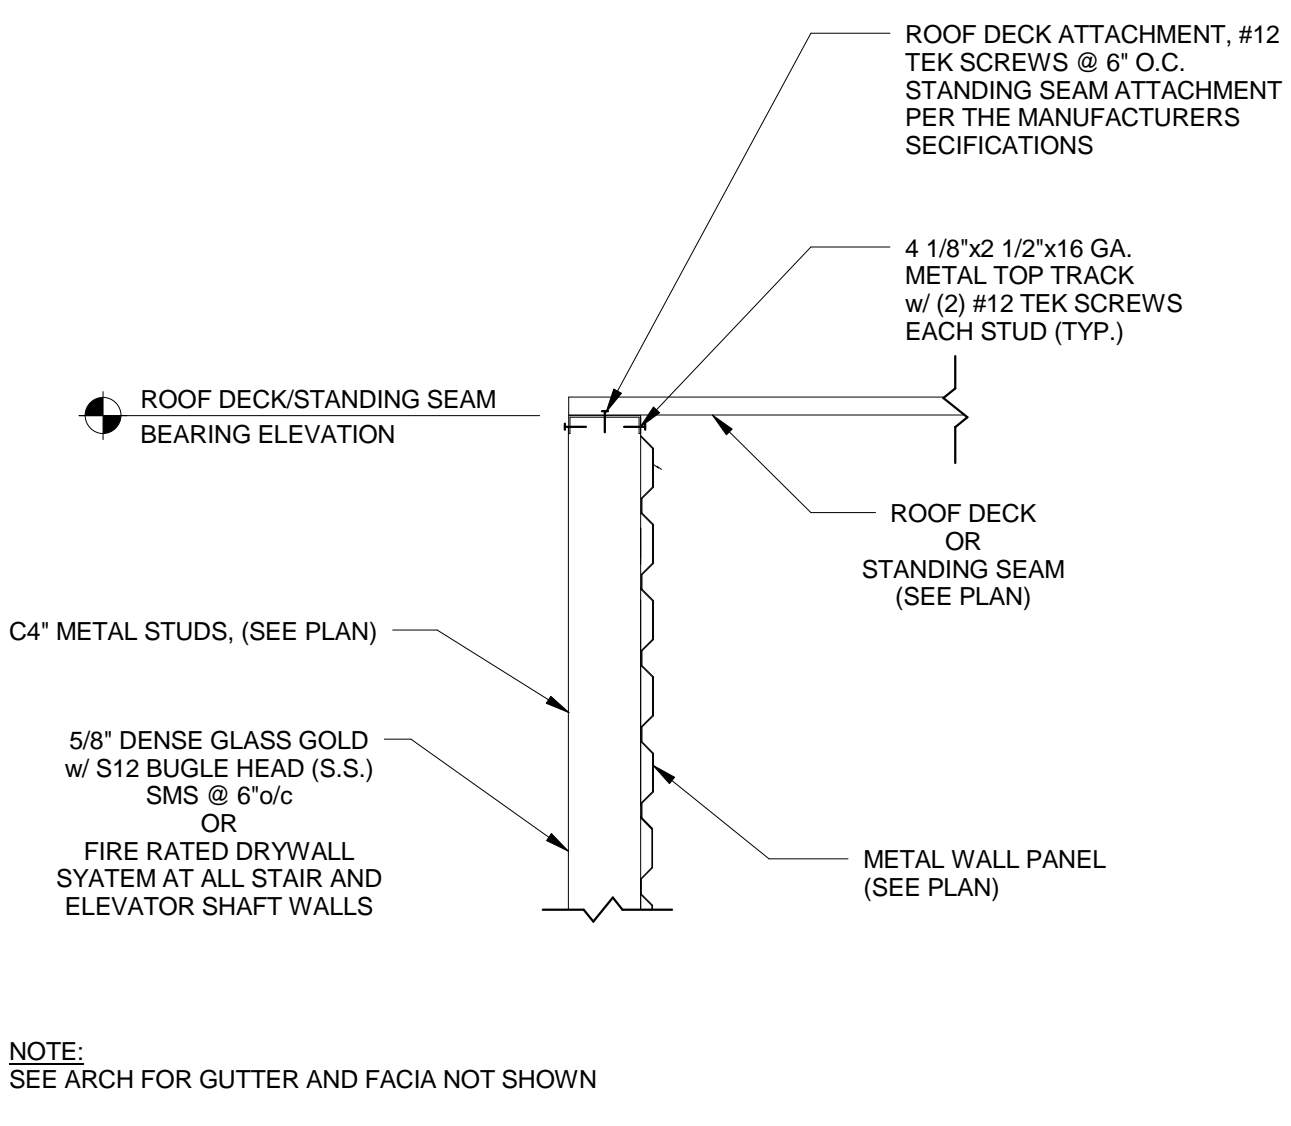 ROOF DECK ATTACHMENT, #12
TEK SCREWS @ 6" O.C.
STANDING SEAM ATTACHMENT
PER THE MANUFACTURERS
SECIFICATIONS
4 1/8"x2 1/2"x16 GA.
METAL TOP TRACK
w/ (2) #12 TEK SCREWS
EACH STUD (TYP.)
ROOF DECK/STANDING SEAM
BEARING ELEVATION
ROOF DECK
OR
STANDING SEAM
(SEE PLAN)
C4" METAL STUDS, (SEE PLAN)
5/8" DENSE GLASS GOLD
w/ S12 BUGLE HEAD (S.S.)
SMS @ 6"o/c
OR
FIRE RATED DRYWALL
SYATEM AT ALL STAIR AND
ELEVATOR SHAFT WALLS
METAL WALL PANEL
(SEE PLAN)
NOTE:
SEE ARCH FOR GUTTER AND FACIA NOT SHOWN